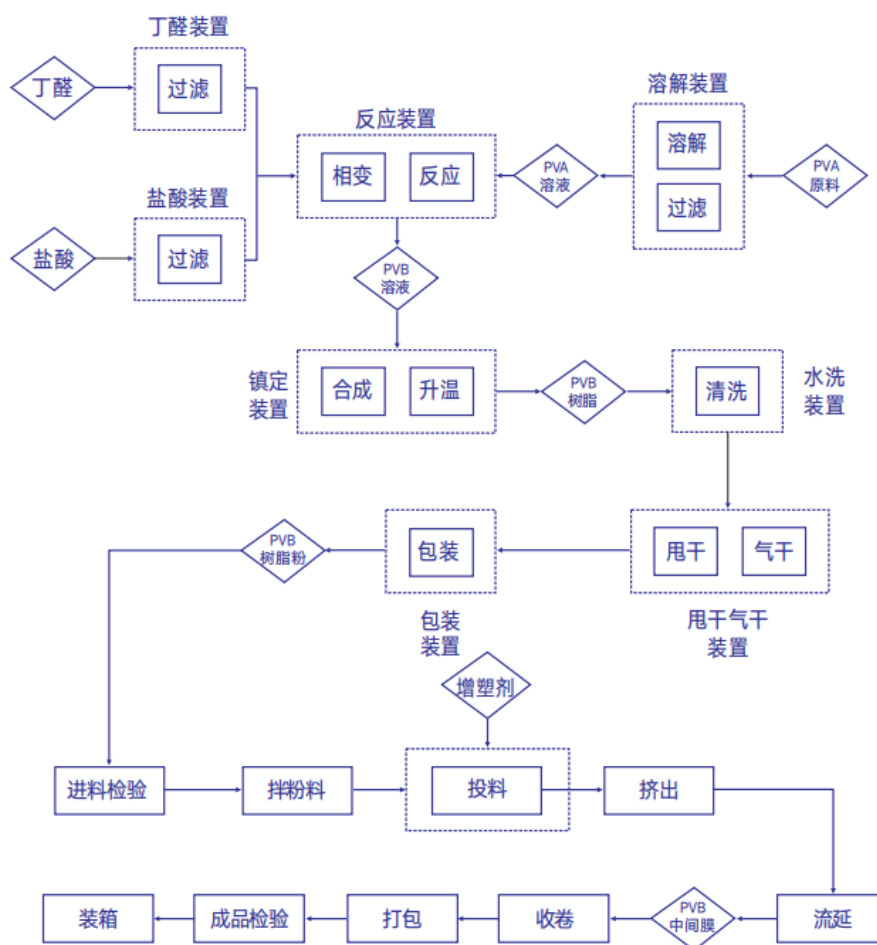 丁醛装置
丁醛
过滤
溶解装置
反应装置
溶解
相变
反应
PVA
溶液
PVA
原料
过滤
盐酸装置
盐酸
过滤
PVB
溶液
镇定
装置
合成
升温
PVB
树脂
清洗
水洗
装置
PVB
树脂粉
包装
甩干
气干
包装
装置
甩干气干
装置
增塑剂
进料检验
拌粉料
投料
挤出
装箱
成品检验
打包
收卷
PVB
中间膜
流延